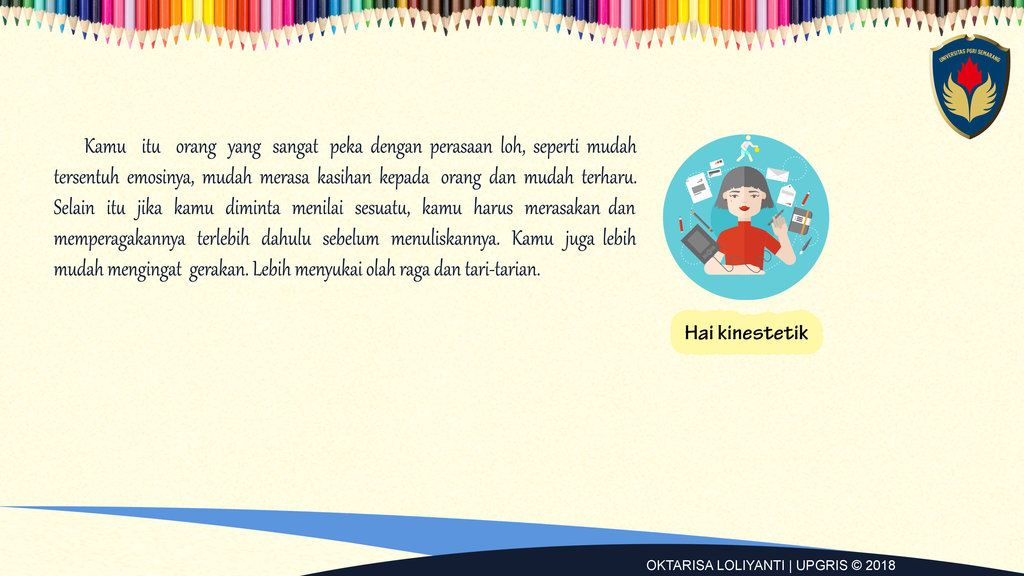 UNIVERSITAS PGRI SEMARANG
Kamu itu orang yang sangat peka dengan perasaan loh, seperti mudah
tersentuh emosinya, mudah merasa kasihan kepada orang dan mudah terharu.
Selain itu jika kamu diminta menilai sesuatu, kamu harus merasakan dan
memperagakannya terlebih dahulu sebelum menuliskannya. Kamu juga lebih
mudah mengingat gerakan. Lebih menyukai olah raga dan tari-tarian.
Hai kinestetik
OKTARISA LOLIYANTI | UPGRIS © 2018